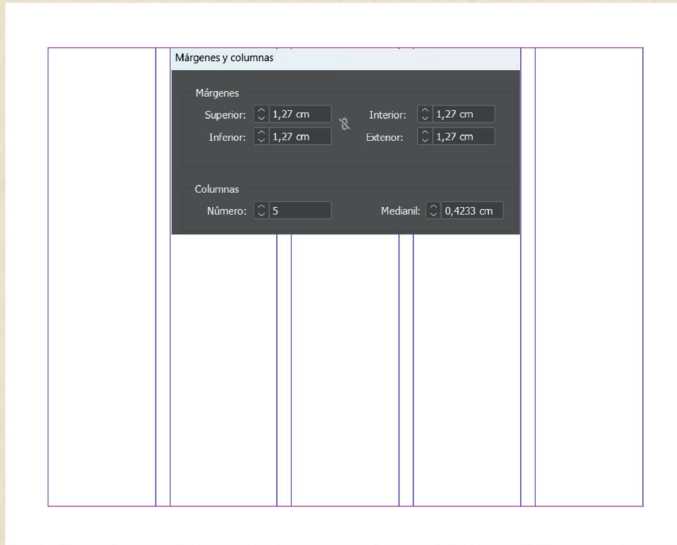 Márgenes y columnas
Márgenes
Superior: 1,27 cm Interior: 1,27 cm
Inferior: 1,27 cm Exterior: 1,27 cm
Columnas
Número: 5 Medianil: 0,4233 cm